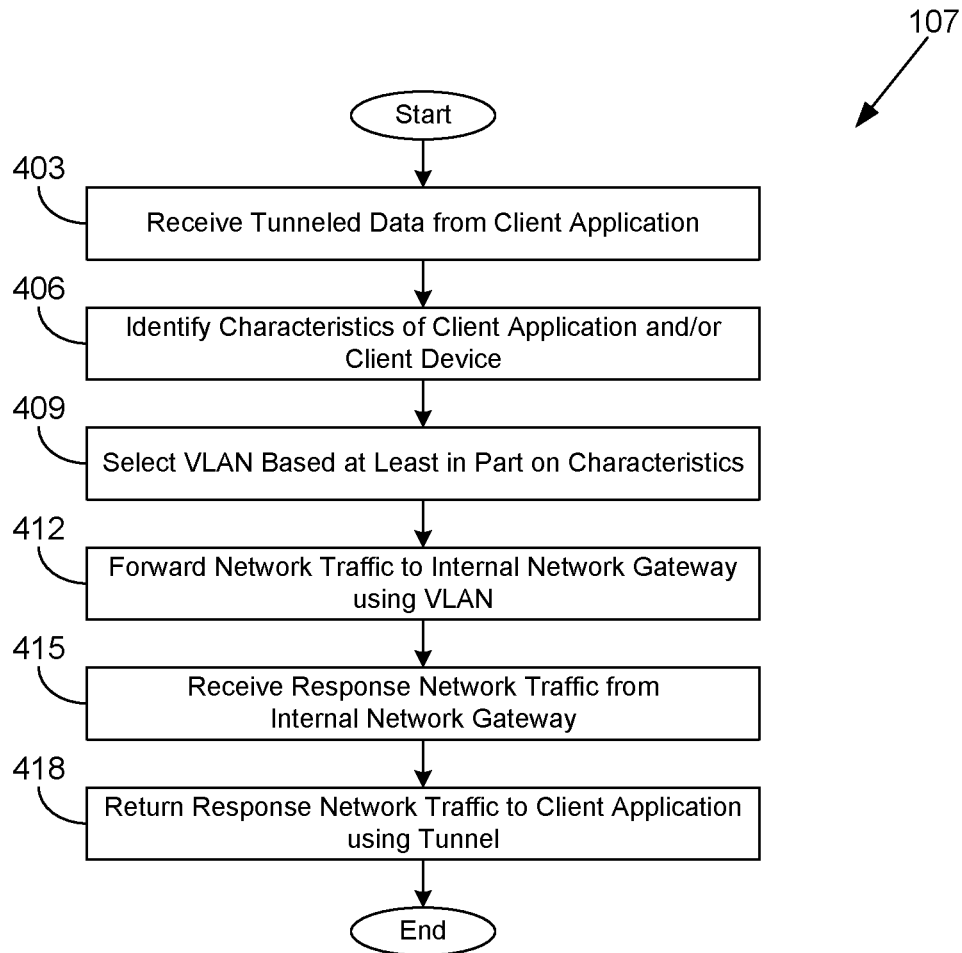 107
Start
403
Receive Tunneled Data from Client Application
406
Identify Characteristics of Client Application and/or
Client Device
409
Select VLAN Based at Least in Part on Characteristics
412
Forward Network Traffic to Internal Network Gateway
using VLAN
415
Receive Response Network Traffic from
Internal Network Gateway
418
Return Response Network Traffic to Client Application
using Tunnel
End